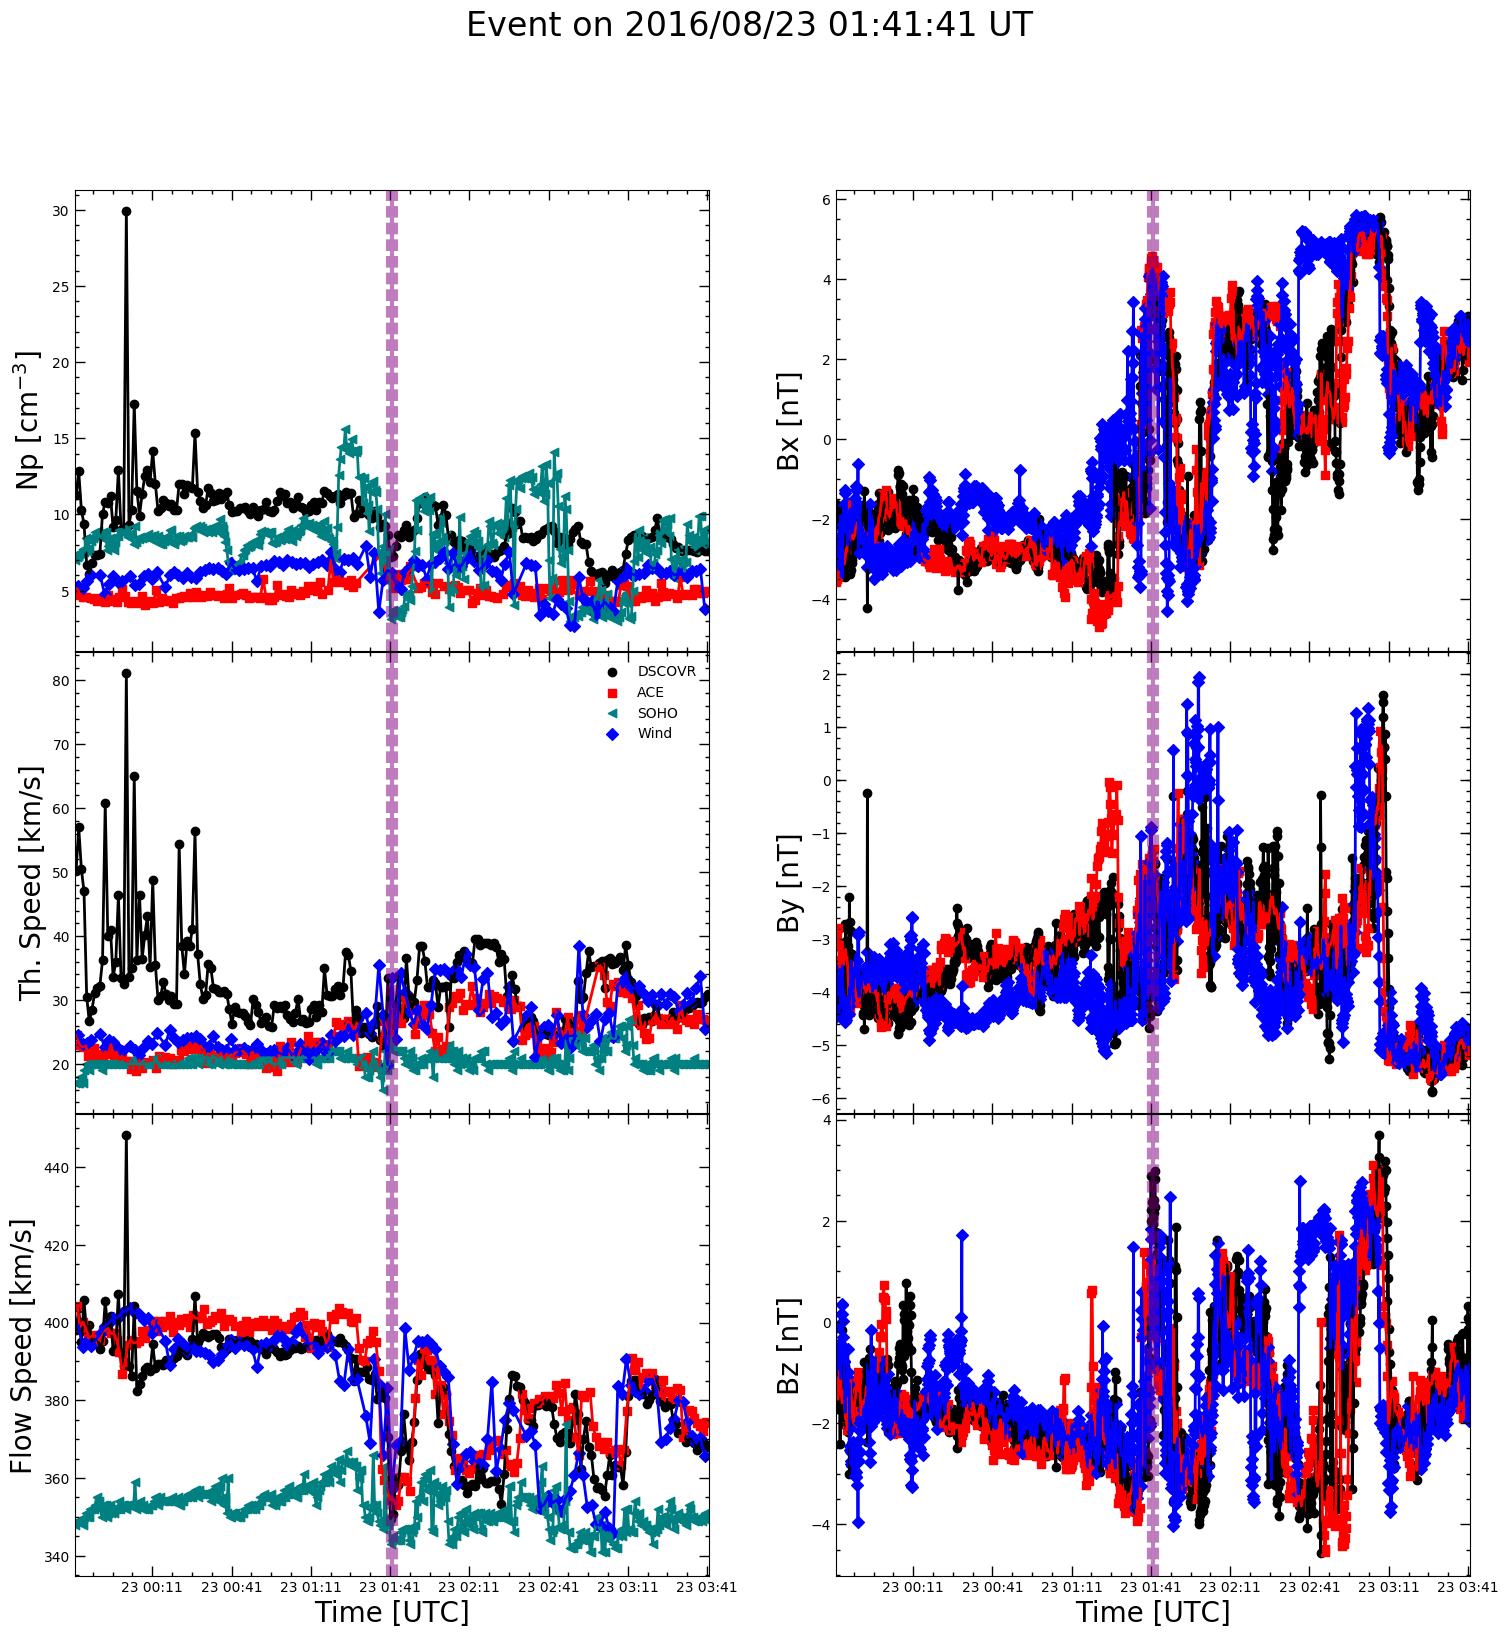 Event on 2016/08/23 01:41:41 UT
Np [cm⁻³]
30
25
20
15
10
5
Bx [nT]
6
4
2
0
−2
−4
Th. Speed [km/s]
80
70
60
50
40
30
20
DSCOVR
ACE
SOHO
Wind
By [nT]
2
1
0
−1
−2
−3
−4
−5
−6
Flow Speed [km/s]
440
420
400
380
360
340
Bz [nT]
4
2
0
−2
−4
23 00:11 23 00:41 23 01:11 23 01:41 23 02:11 23 02:41 23 03:11 23 03:41
Time [UTC]
23 00:11 23 00:41 23 01:11 23 01:41 23 02:11 23 02:41 23 03:11 23 03:41
Time [UTC]